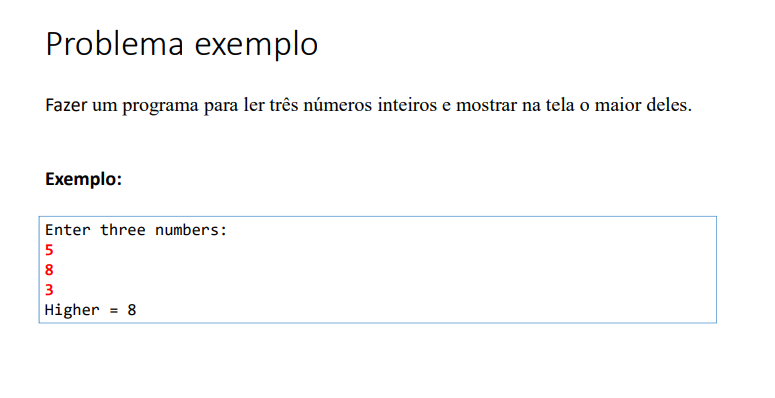 Problema exemplo
Fazer um programa para ler três números inteiros e mostrar na tela o maior deles.
Exemplo:
Enter three numbers:
5
8
3
Higher = 8